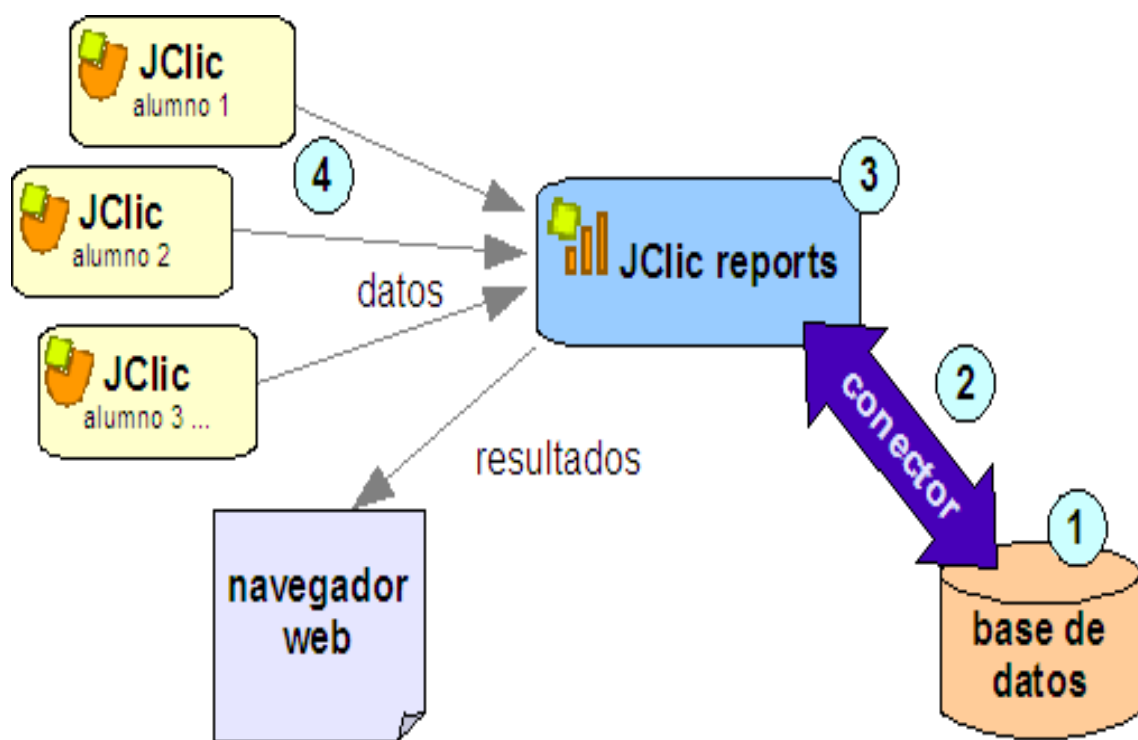 JClic
alumno 1
4
3
JClic
alumno 2
JClic reports
datos
JClic
alumno 3 ...
2
conector
resultados
1
navegador
web
base de
datos